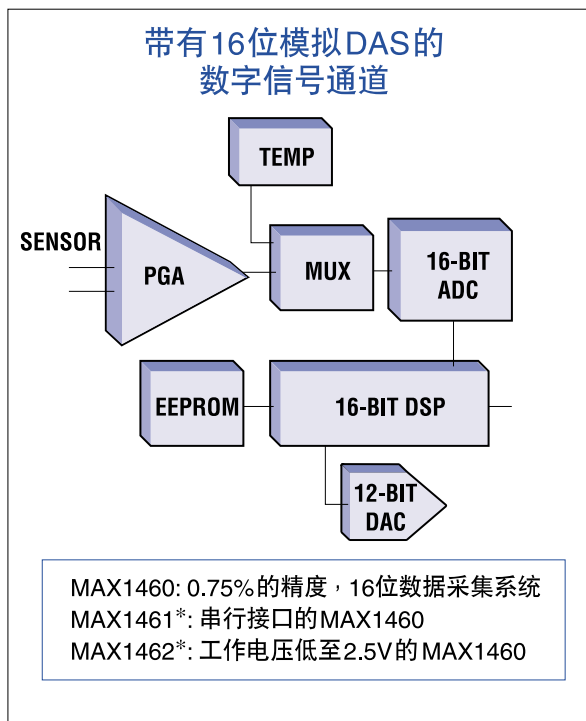 带有16位模拟DAS的
数字信号通道
TEMP
SENSOR
PGA
MUX
16-BIT
ADC
EEPROM
16-BIT DSP
12-BIT
DAC
MAX1460: 0.75%的精度，16位数据采集系统
MAX1461*: 串行接口的MAX1460
MAX1462*: 工作电压低至2.5V的MAX1460